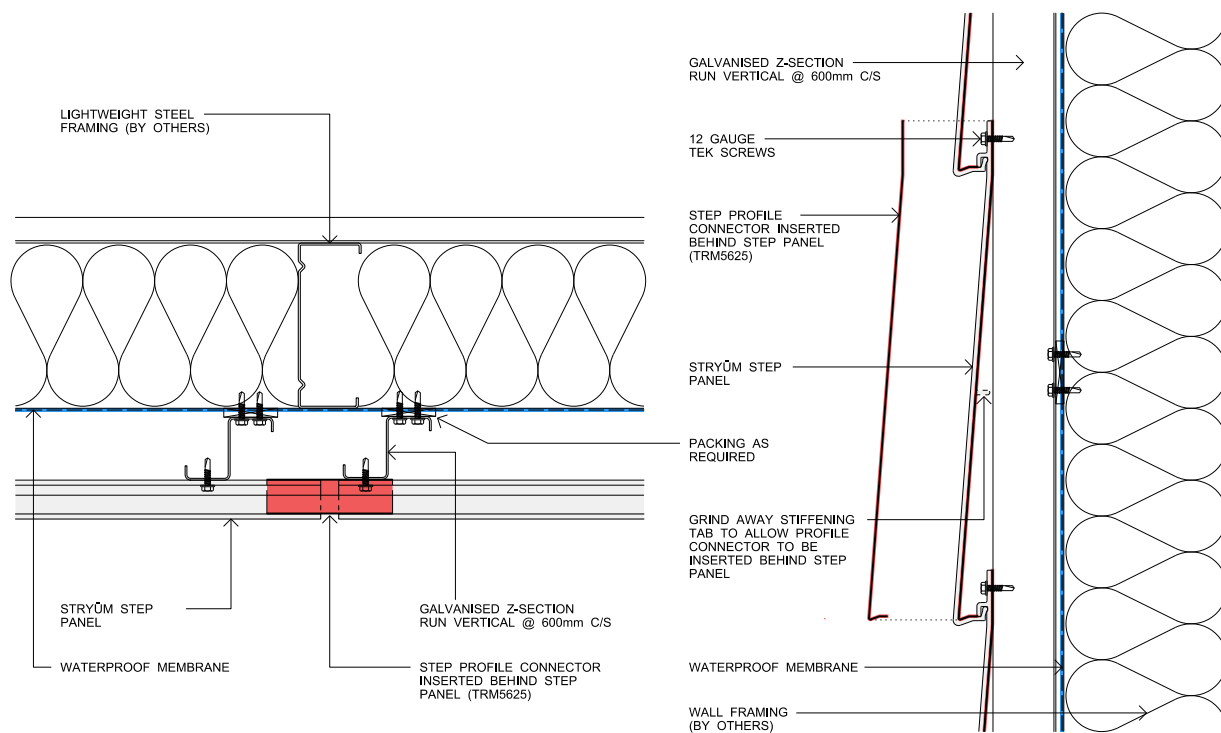 LIGHTWEIGHT STEEL
FRAMING (BY OTHERS)
STRYŪM STEP
PANEL
WATERPROOF MEMBRANE
GALVANISED Z-SECTION
RUN VERTICAL @ 600mm C/S
STEP PROFILE CONNECTOR
INSERTED BEHIND STEP
PANEL (TRM5625)
GALVANISED Z-SECTION
RUN VERTICAL @ 600mm C/S
12 GAUGE
TEK SCREWS
STEP PROFILE
CONNECTOR INSERTED
BEHIND STEP PANEL
(TRM5625)
STRYŪM STEP
PANEL
PACKING AS
REQUIRED
GRIND AWAY STIFFENING
TAB TO ALLOW PROFILE
CONNECTOR TO BE
INSERTED BEHIND STEP
PANEL
WATERPROOF MEMBRANE
WALL FRAMING
(BY OTHERS)